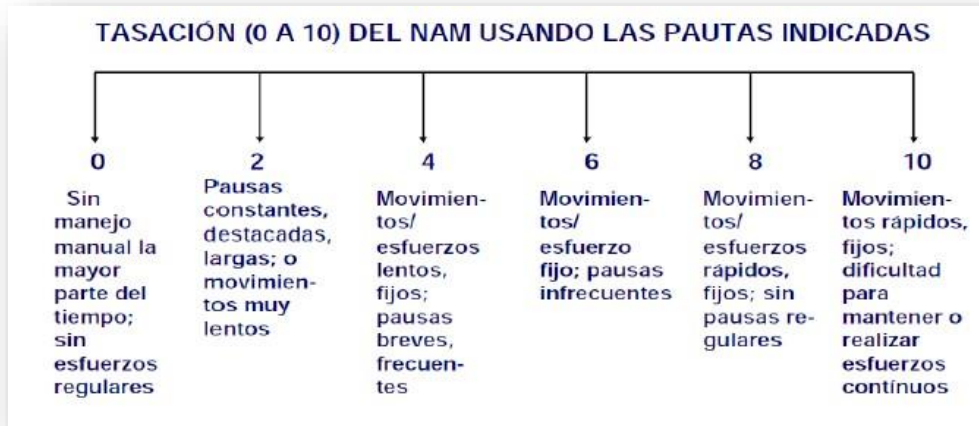 TASACIÓN (0 A 10) DEL NAM USANDO LAS PAUTAS INDICADAS
0
Sin
manejo
manual la
mayor
parte del
tiempo;
sin
esfuerzos
regulares
2
Pausas
constantes,
destacadas,
largas; o
movimien-
tos muy
lentos
4
Movimien-
tos/
esfuerzos
lentos,
fijos;
pausas
breves,
frecuen-
tes
6
Movimien-
tos/
esfuerzo
fijo; pausas
infrecuentes
8
Movimien-
tos/
esfuerzos
rápidos,
fijos; sin
pausas re-
gulares
10
Movimien-
tos rápidos,
fijos;
dificultad
para
mantener o
realizar
esfuerzos
contínuos